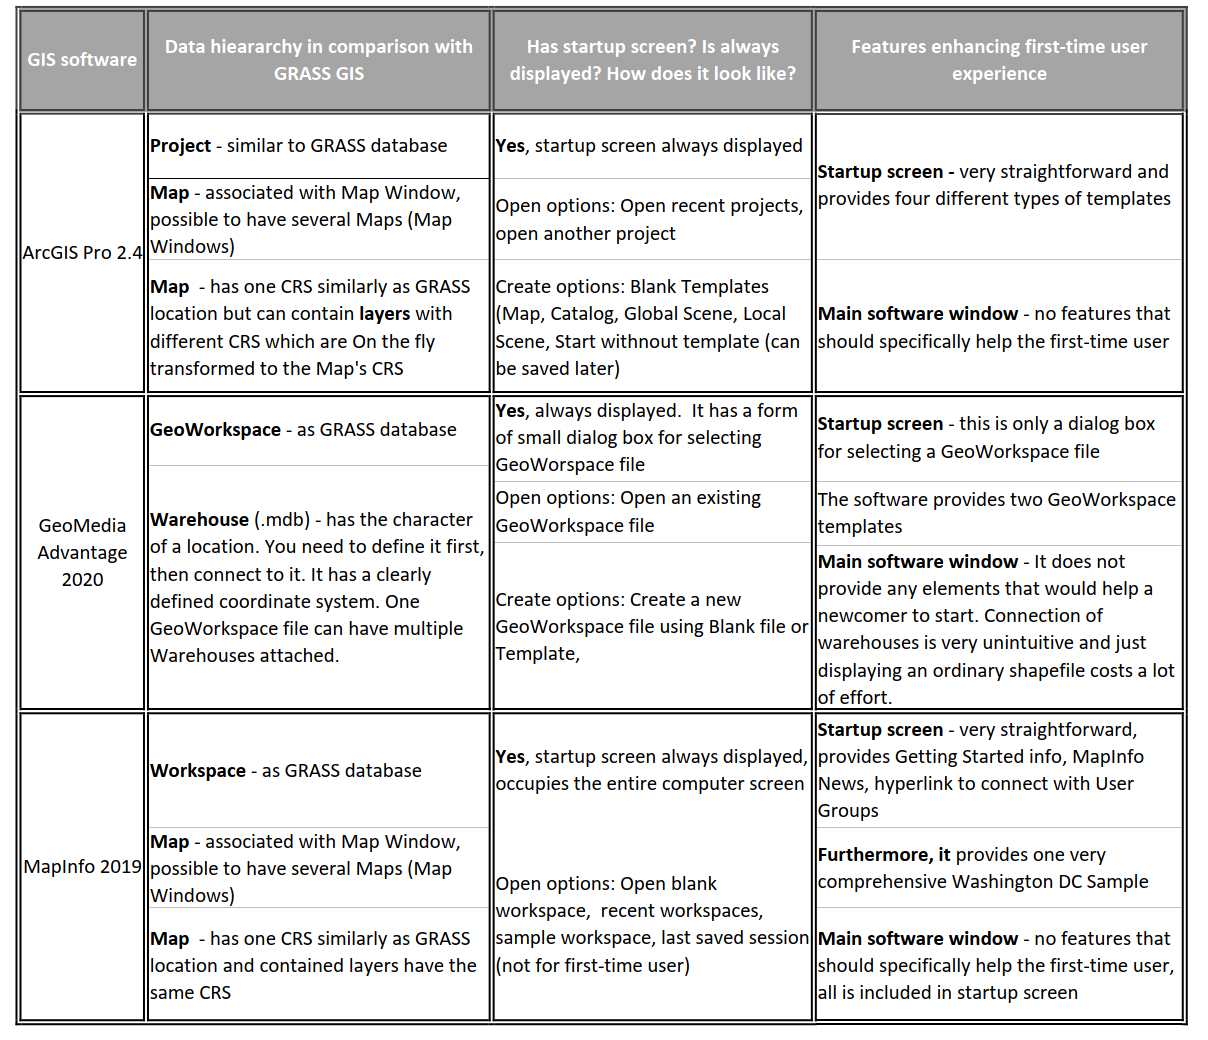 GIS software
Data hieararchy in comparison with
GRASS GIS
Has startup screen? Is always
displayed? How does it look like?
Features enhancing first-time user
experience
ArcGIS Pro 2.4
Project - similar to GRASS database
Map - associated with Map Window,
possible to have several Maps (Map
Windows)
Map  - has one CRS similarly as GRASS
location but can contain layers with
different CRS which are On the fly
transformed to the Map's CRS
Yes, startup screen always displayed
Open options: Open recent projects,
open another project
Create options: Blank Templates
(Map, Catalog, Global Scene, Local
Scene, Start withnout template (can
be saved later)
Startup screen - very straightforward and
provides four different types of templates
Main software window - no features that
should specifically help the first-time user
GeoMedia
Advantage
2020
GeoWorkspace - as GRASS database
Warehouse (.mdb) - has the character
of a location. You need to define it first,
then connect to it. It has a clearly
defined coordinate system. One
GeoWorkspace file can have multiple
Warehouses attached.
Yes, always displayed.  It has a form
of small dialog box for selecting
GeoWorspace file
Open options: Open an existing
GeoWorkspace file
Create options: Create a new
GeoWorkspace file using Blank file or
Template,
Startup screen - this is only a dialog box
for selecting a GeoWorkspace file
The software provides two GeoWorkspace
templates
Main software window - It does not
provide any elements that would help a
newcomer to start. Connection of
warehouses is very unintuitive and just
displaying an ordinary shapefile costs a lot
of effort.
MapInfo 2019
Workspace - as GRASS database
Map - associated with Map Window,
possible to have several Maps (Map
Windows)
Map  - has one CRS similarly as GRASS
location and contained layers have the
same CRS
Yes, startup screen always displayed,
occupies the entire computer screen
Open options: Open blank
workspace,  recent workspaces,
sample workspace, last saved session
(not for first-time user)
Startup screen - very straightforward,
provides Getting Started info, MapInfo
News, hyperlink to connect with User
Groups
Furthermore, it provides one very
comprehensive Washington DC Sample
Main software window - no features that
should specifically help the first-time user,
all is included in startup screen